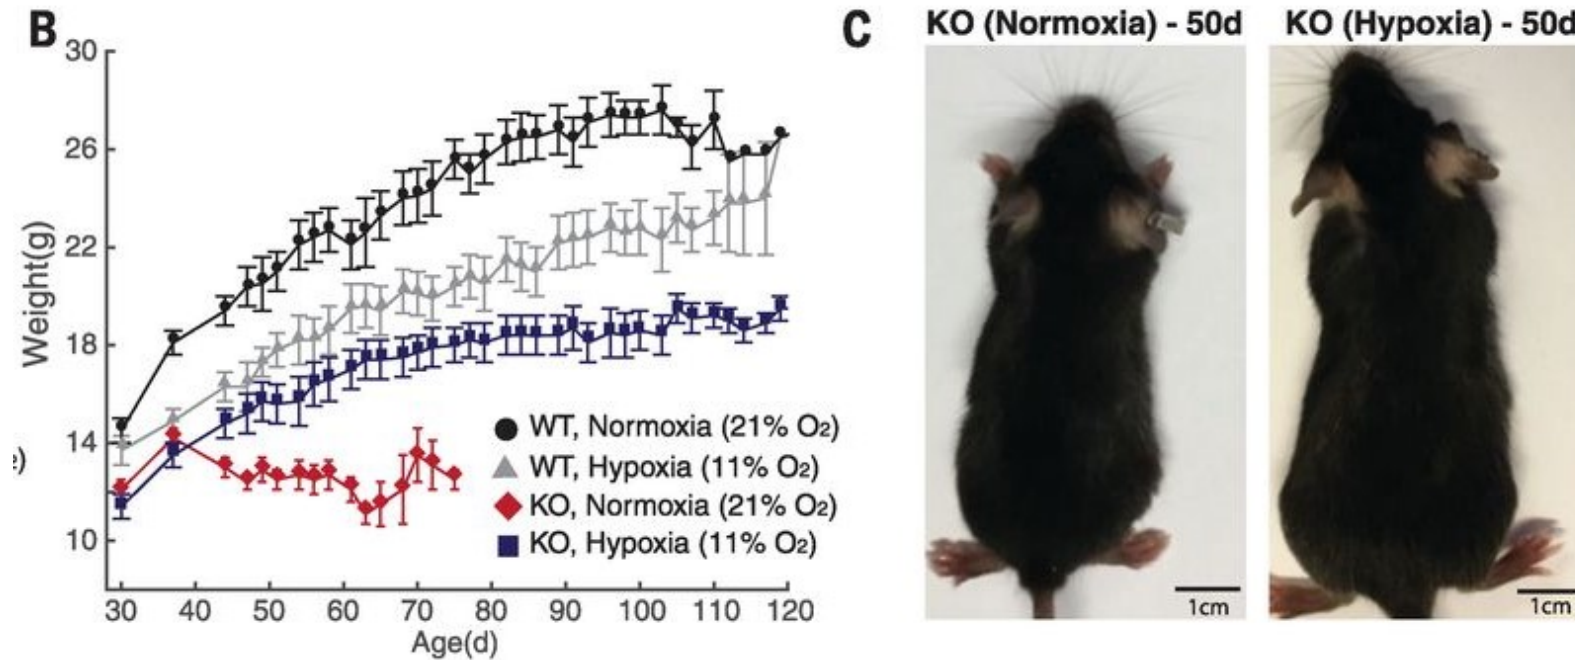 B
30
26
22
18
14
10
Weight(g)
e)
30 40 50 60 70 80 90 100 110 120
Age(d)
WT, Normoxia (21% O₂)
WT, Hypoxia (11% O₂)
KO, Normoxia (21% O₂)
KO, Hypoxia (11% O₂)
C
KO (Normoxia) - 50d
KO (Hypoxia) - 50d
1cm
1cm